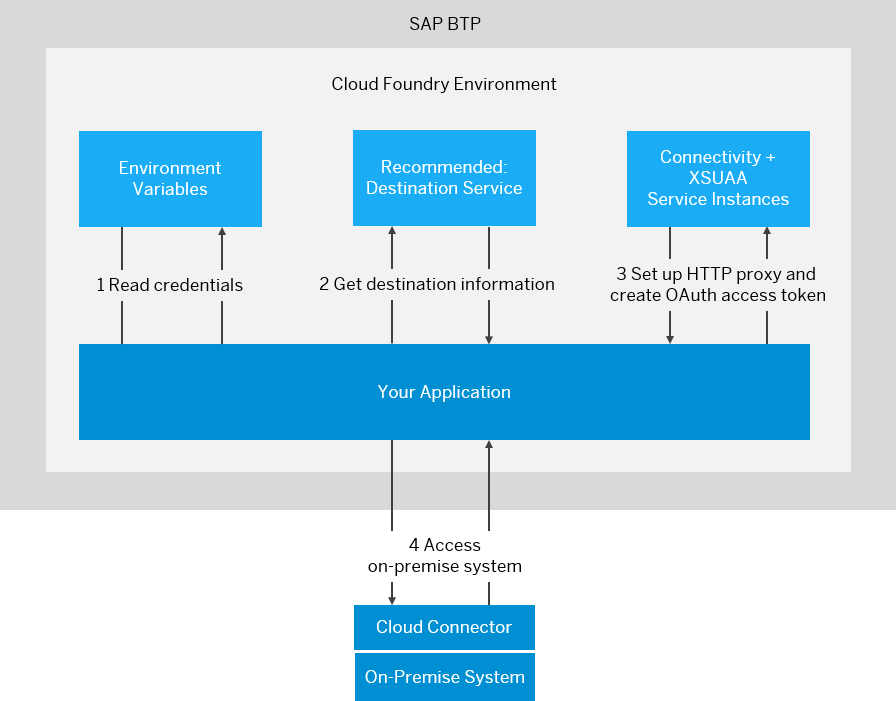 SAP BTP
Cloud Foundry Environment
Environment
Variables
Recommended:
Destination Service
Connectivity +
XSUAA
Service Instances
1 Read credentials
2 Get destination information
3 Set up HTTP proxy and
create OAuth access token
Your Application
4 Access
on-premise system
Cloud Connector
On-Premise System